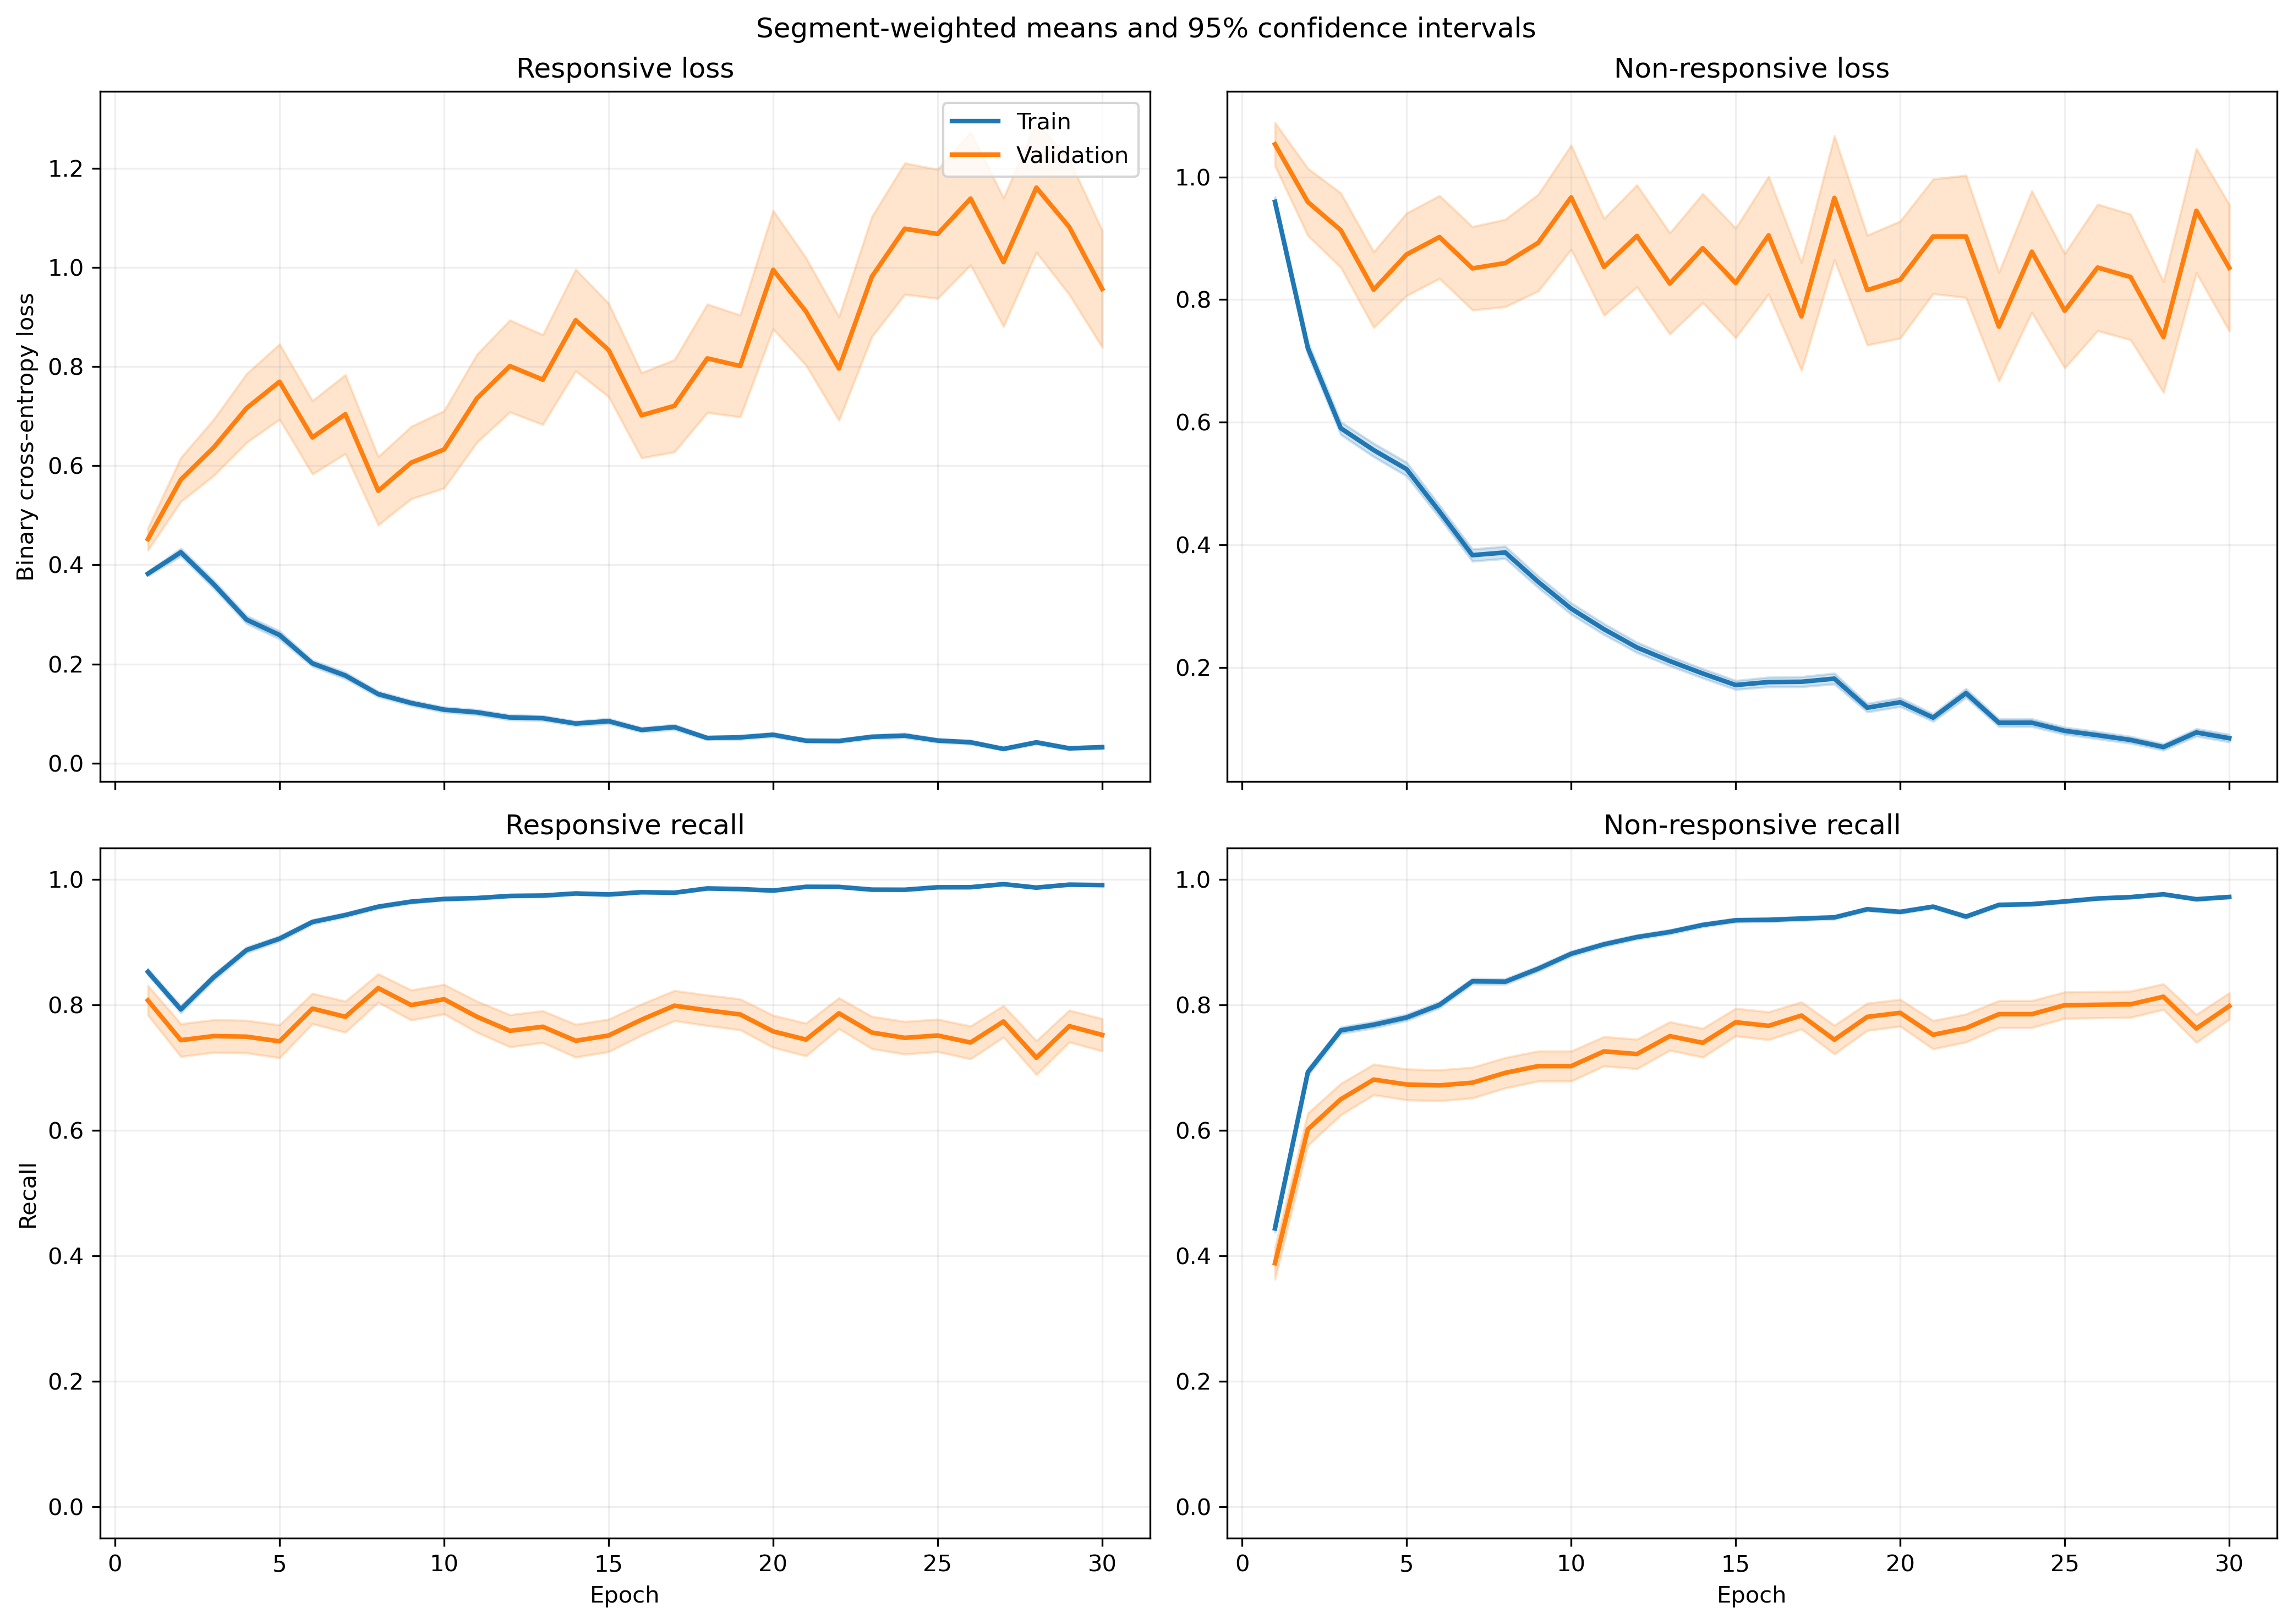 Segment-weighted means and 95% confidence intervals
Responsive loss
Non-responsive loss
Train
Validation
Binary cross-entropy loss
1.2
1.0
0.8
0.6
0.4
0.2
0.0
1.0
0.8
0.6
0.4
0.2
Responsive recall
Non-responsive recall
Recall
1.0
0.8
0.6
0.4
0.2
0.0
1.0
0.8
0.6
0.4
0.2
0.0
0 5 10 15 20 25 30
0 5 10 15 20 25 30
Epoch
Epoch